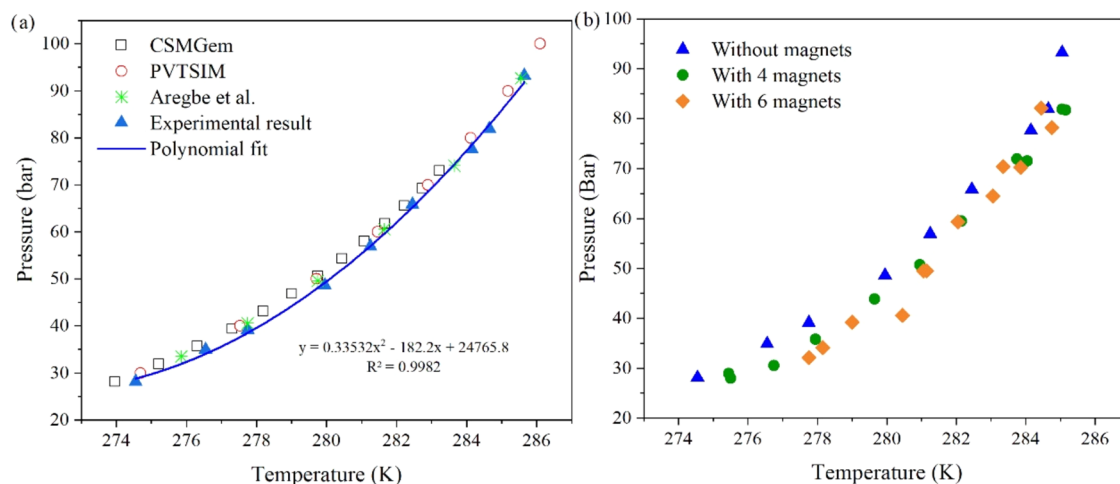 (a)
CSMGem
PVTSIM
Aregbe et al.
Experimental result
Polynomial fit
y = 0.33532x² - 182.2x + 24765.8
R² = 0.9982
100
90
80
70
60
50
40
30
20
Pressure (bar)
274 276 278 280 282 284 286
Temperature (K)
(b)
Without magnets
With 4 magnets
With 6 magnets
100
90
80
70
60
50
40
30
20
Pressure (Bar)
274 276 278 280 282 284 286
Temperature (K)